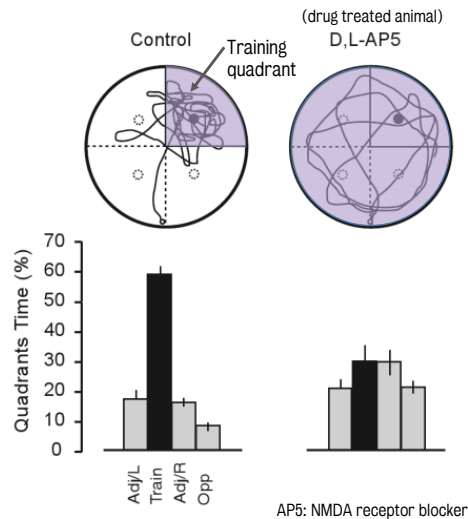 (drug treated animal)
Control
D,L-AP5
Training
quadrant
Quadrants Time (%)
70
60
50
40
30
20
10
0
Adj/L
Train
Adj/R
Opp
AP5: NMDA receptor blocker